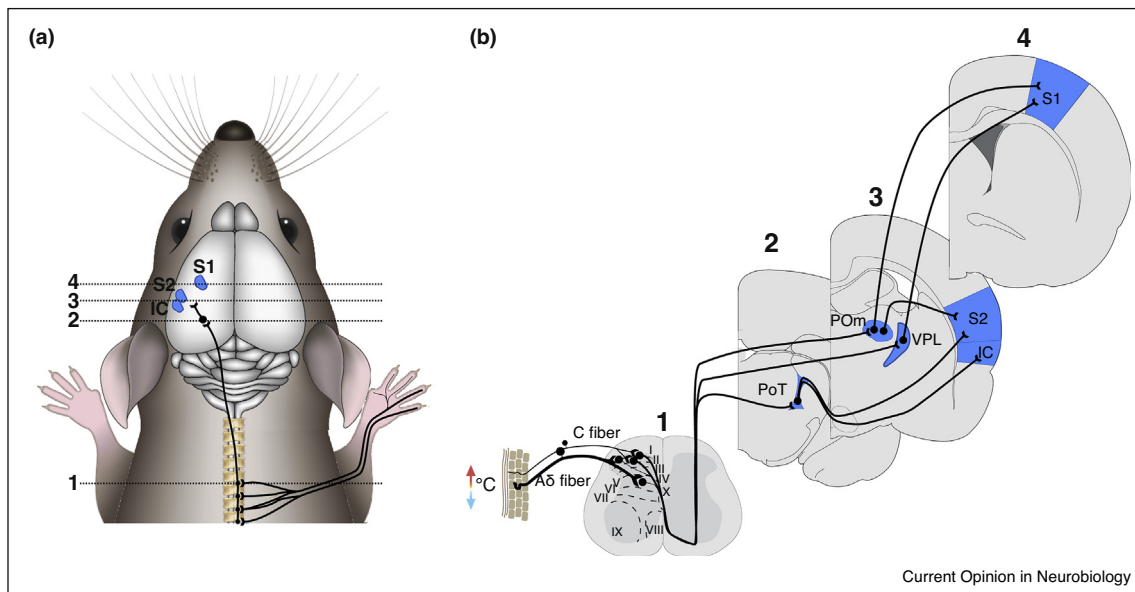 (a)
S1
S2
IC
4
3
2
1
(b)
4
S1
3
2
POm
VPL
S2
IC
PoT
1
C fiber
Aδ fiber
°C
I
II
III
IV
V
VI
X
VII
VIII
IX
Current Opinion in Neurobiology